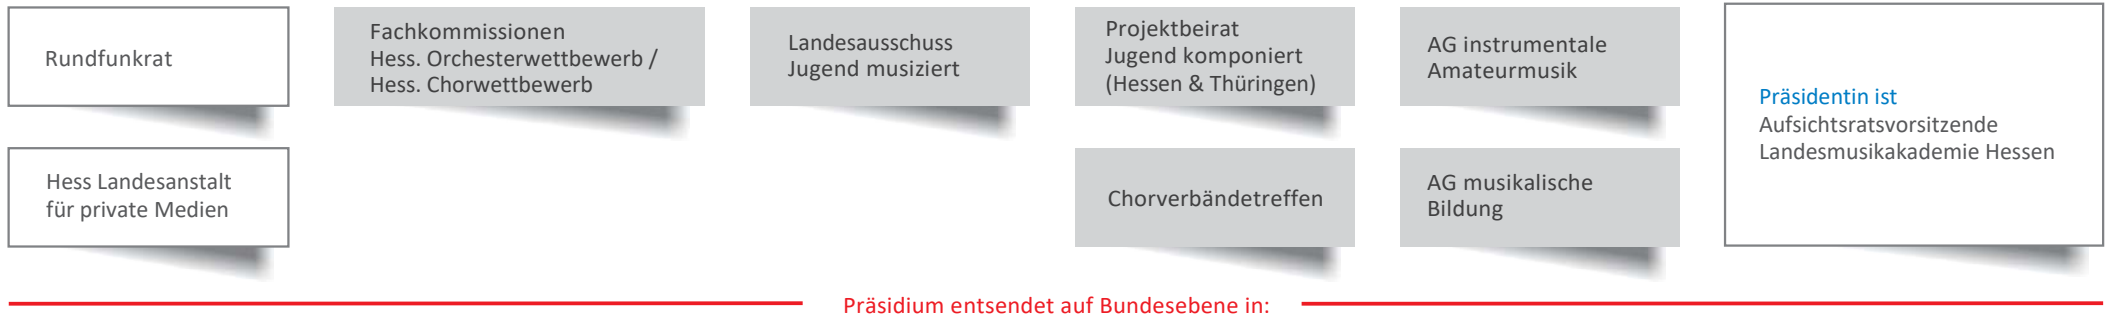 Rundfunkrat
Fachkommissionen
Hess. Orchesterwettbewerb /
Hess. Chorwettbewerb
Landesausschuss
Jugend musiziert
Projektbeirat
Jugend komponiert
(Hessen & Thüringen)
AG instrumentale
Amateurmusik
Präsidentin ist
Aufsichtsratsvorsitzende
Landesmusikakademie Hessen
Hess Landesanstalt
für private Medien
Chorverbändetreffen
AG musikalische
Bildung
Präsidium entsendet auf Bundesebene in: